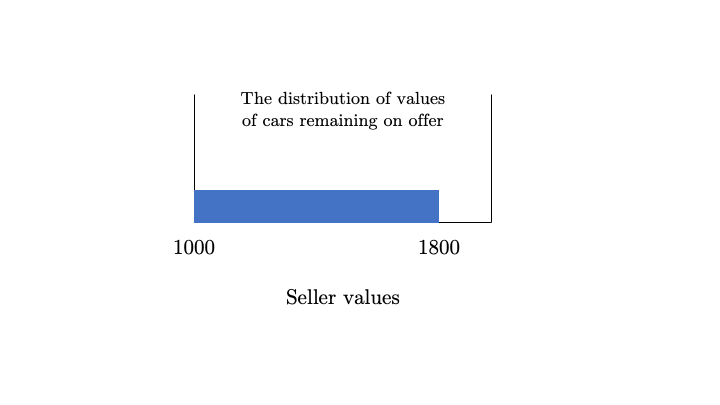 The distribution of values
of cars remaining on offer
1000 1800
Seller values